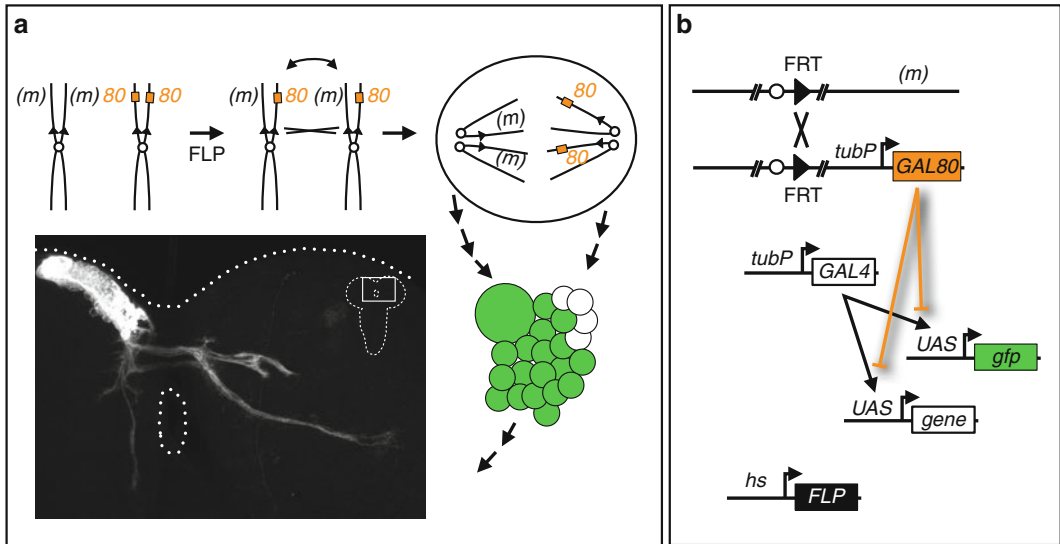 a
(m) (m) 80 80
FLP
(m) 80 (m) 80
80
(m)
(m)
80
b
FRT
(m)
tubP
GAL80
FRT
tubP
GAL4
UAS
gfp
UAS
gene
hs
FLP